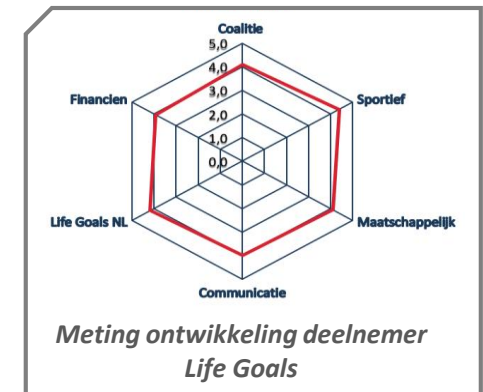 Coalitie
5,0
4,0
3,0
2,0
1,0
0,0
Financien
Sportief
Life Goals NL
Maatschappelijk
Communicatie
Meting ontwikkeling deelnemer
Life Goals